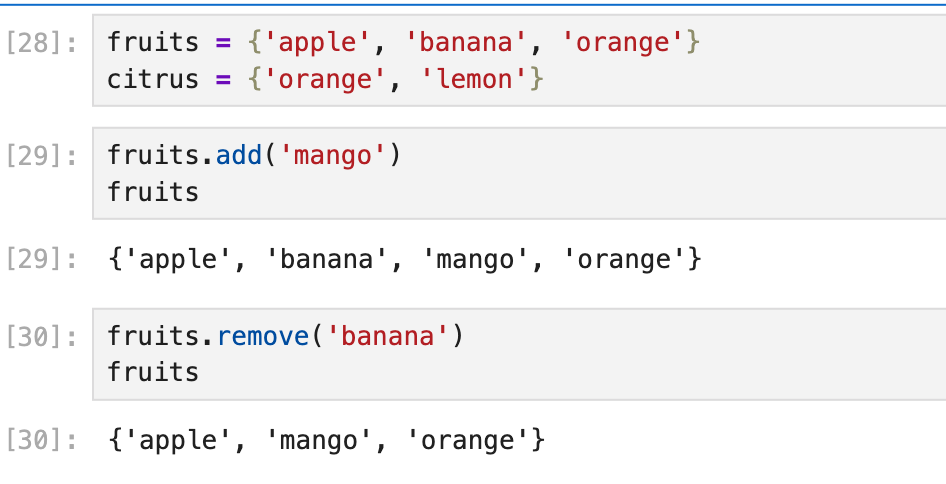 [28]: fruits = {'apple', 'banana', 'orange'}
citrus = {'orange', 'lemon'}
[29]: fruits.add('mango')
fruits
[29]: {'apple', 'banana', 'mango', 'orange'}
[30]: fruits.remove('banana')
fruits
[30]: {'apple', 'mango', 'orange'}